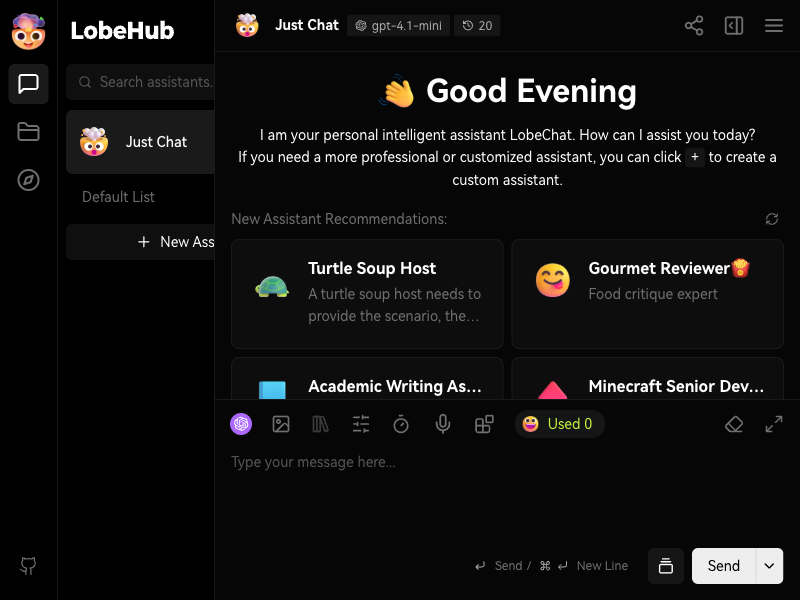 LobeHub
Search assistants.
Just Chat
Default List
New Ass
Just Chat
gpt-4.1-mini
20
Good Evening
I am your personal intelligent assistant LobeChat. How can I assist you today?
If you need a more professional or customized assistant, you can click + to create a
custom assistant.
New Assistant Recommendations:
Turtle Soup Host
A turtle soup host needs to
provide the scenario, the…
Gourmet Reviewer🍟
Food critique expert
Academic Writing As…
Minecraft Senior Dev…
Used 0
Type your message here...
↵ Send / ⌘ ↵ New Line
Send